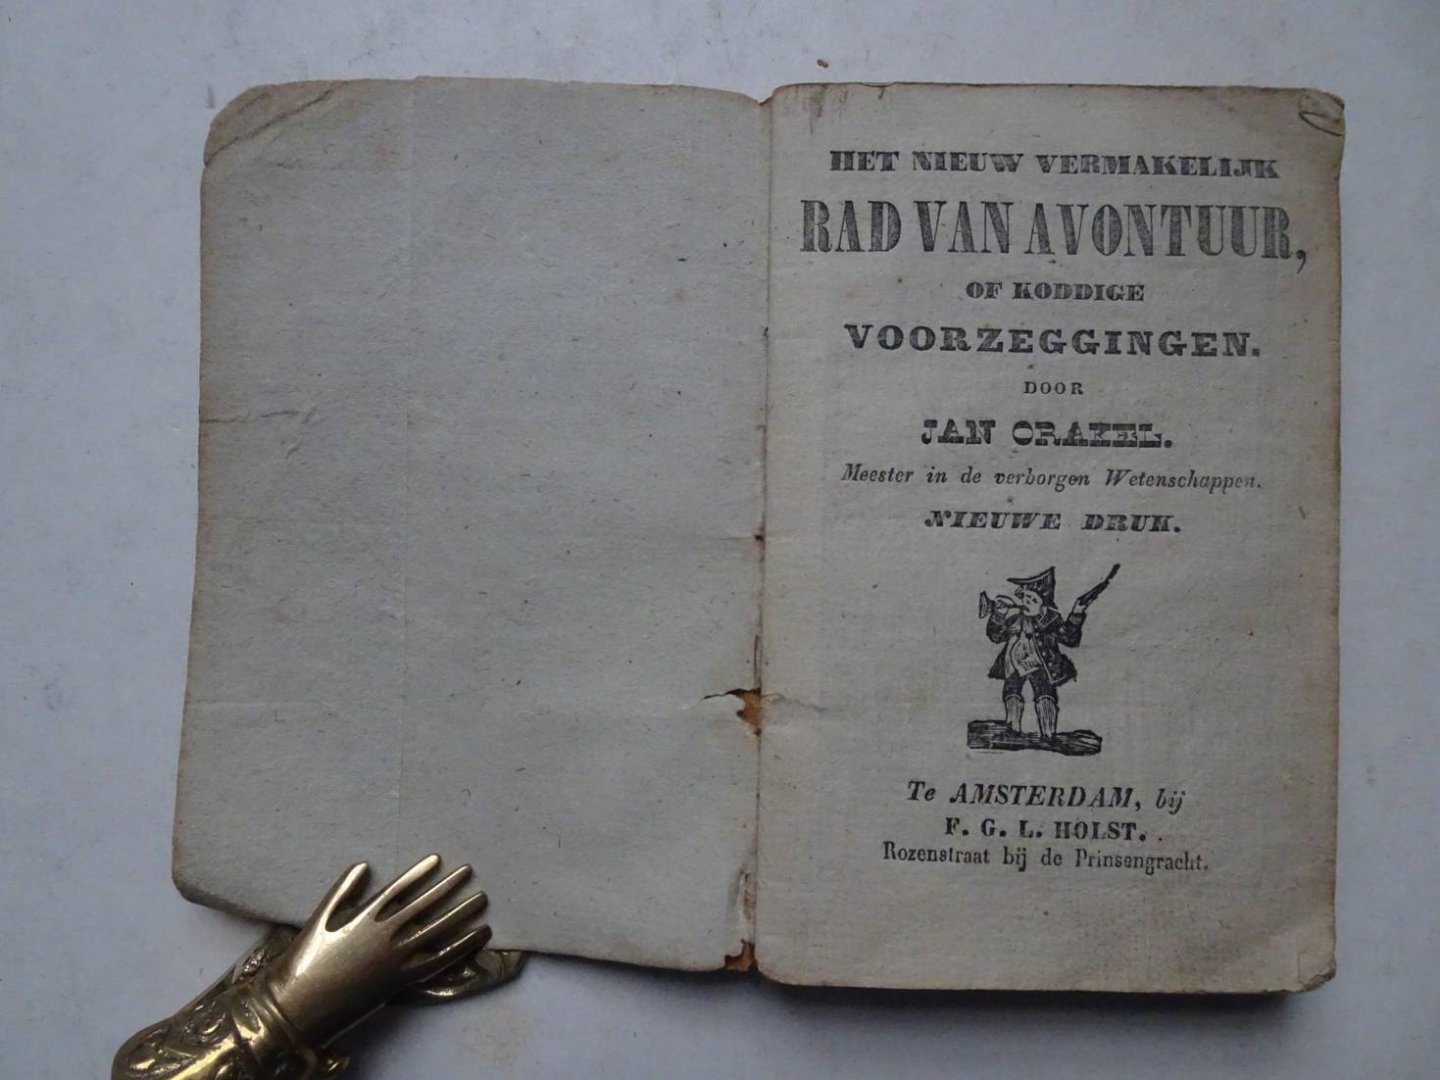 HET NIEUW VERMAKELIJK
RAD VAN AVONTUUR,
OF KODDIGE
VOORZEGGINGEN.
DOOR
JAN ORAKEL.
Meester in de verborgen Wetenschappen.
NIEUWE DRUK.
Te AMSTERDAM, bij
F. G. L. HOLST.
Rozenstraat bij de Prinsengracht.